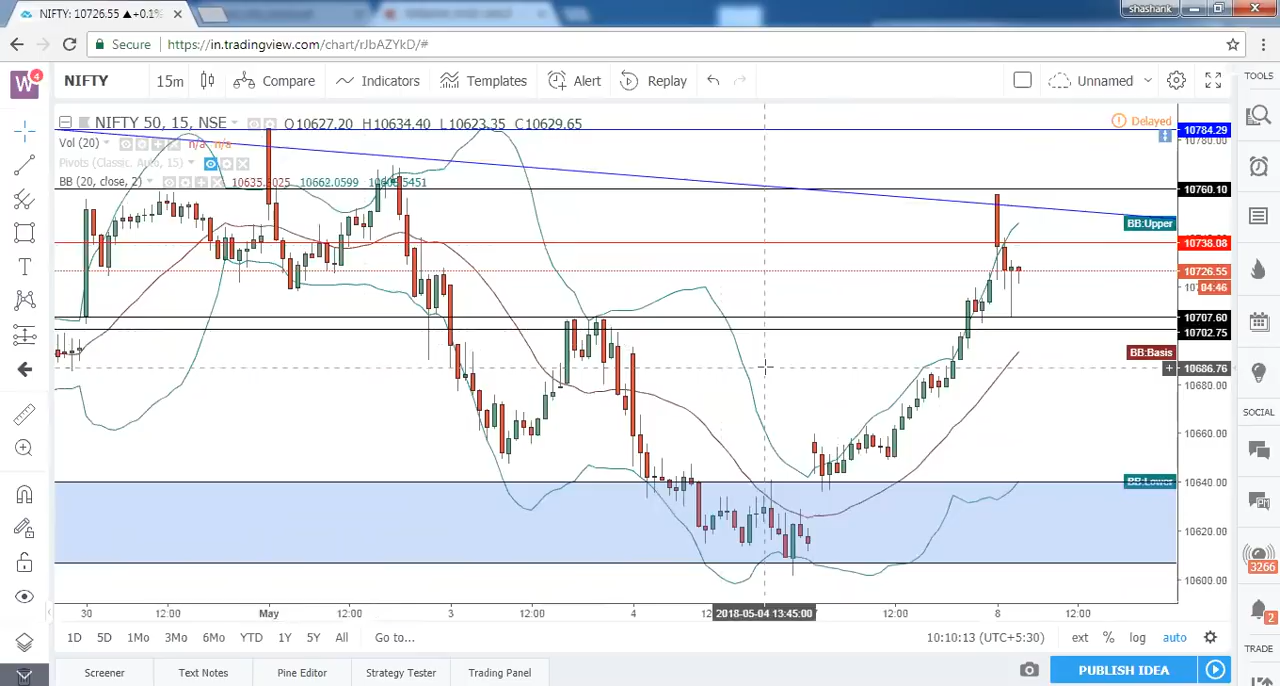 NIFTY: 10726.55 ▲+0.1%
shashank
Secure
https://in.tradingview.com/chart/rJbAZYkD/#
W 4
NIFTY
15m
Compare
Indicators
Templates
Alert
Replay
Unnamed
TOOLS
NIFTY 50, 15, NSE
O10627.20 H10634.40 L10623.35 C10629.65
Vol (20)
n/a n/a
Pivots (Classic, Auto, 15)
n/a
BB (20, close, 2)
10662.0599
Delayed
10784.29
10780.00
10760.10
BB:Upper
10738.08
10726.55
04:46
10707.60
10702.75
BB:Basis
10686.76
10680.00
10660.00
10640.00
BB:Lower
10620.00
10600.00
SOCIAL
3266
2
TRADE
30
12:00
May
12:00
3
12:00
4
2018-05-04 13:45:00
12:00
8
12:00
1D
5D
1Mo
3Mo
6Mo
YTD
1Y
5Y
All
Go to...
10:10:13 (UTC+5:30)
ext
%
log
auto
Screener
Text Notes
Pine Editor
Strategy Tester
Trading Panel
PUBLISH IDEA